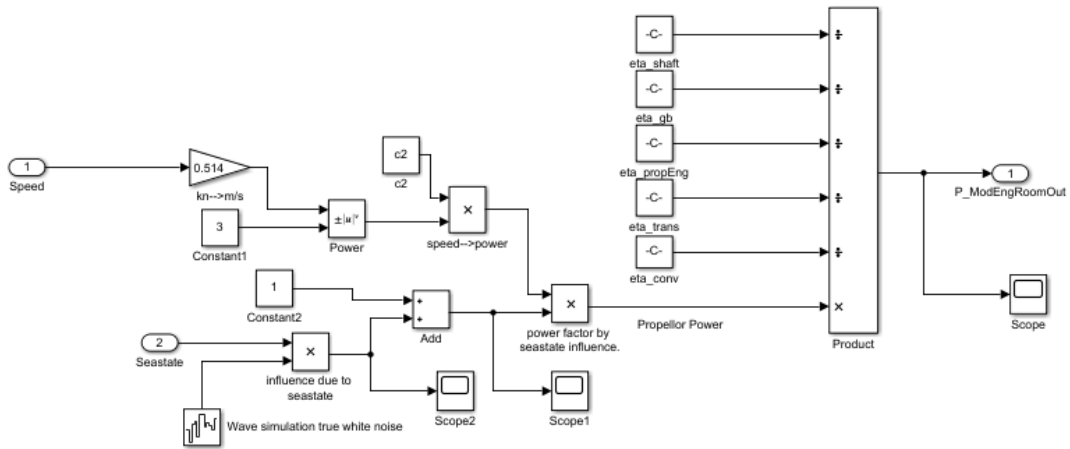 -C-
eta_shaft
-C-
eta_gb
-C-
eta_propEng
-C-
eta_trans
-C-
eta_conv
÷
÷
÷
÷
÷
×
Product
1
P_ModEngRoomOut
Scope
1
Speed
0.514
kn-->m/s
3
Constant1
±|u|ᵛ
Power
c2
c2
×
speed-->power
1
Constant2
+
+
Add
×
power factor by
seastate influence.
Propellor Power
2
Seastate
×
influence due to
seastate
Scope2
Scope1
Wave simulation true white noise